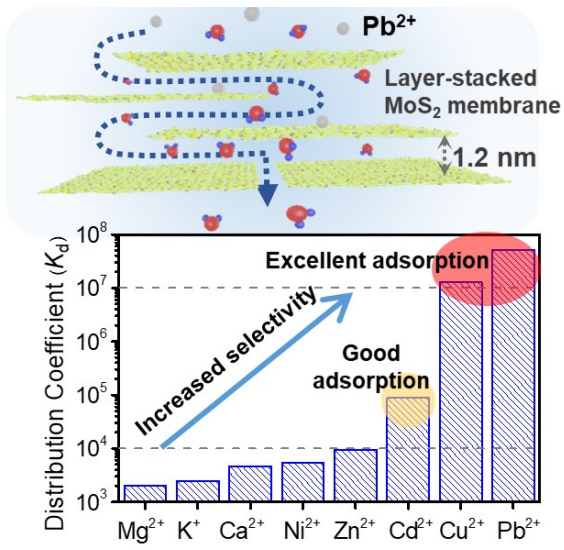 Pb²⁺
Layer-stacked
MoS₂ membrane
1.2 nm
Distribution Coefficient (K_d)
10⁸
10⁷
10⁶
10⁵
10⁴
10³
Excellent adsorption
Increased selectivity
Good
adsorption
Mg²⁺ K⁺ Ca²⁺ Ni²⁺ Zn²⁺ Cd²⁺ Cu²⁺ Pb²⁺